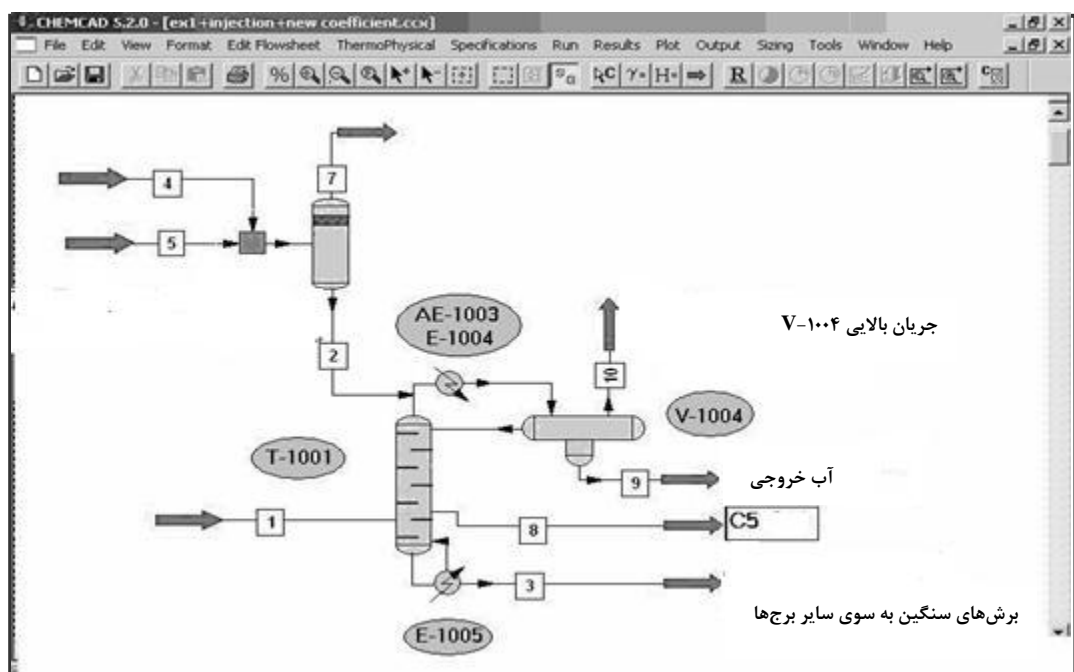 CHEMCAD 5.2.0 - [ex1+injection+new coefficient.ccx]
File Edit View Format Edit Flowsheet ThermoPhysical Specifications Run Results Plot Output Sizing Tools Window Help
7
4
5
AE-1003
E-1004
جریان بالایی V-۱۰۰۴
2
10
V-1004
T-1001
9
آب خروجی
1
8
C5
3
برش‌های سنگین به سوی سایر برج‌ها
E-1005